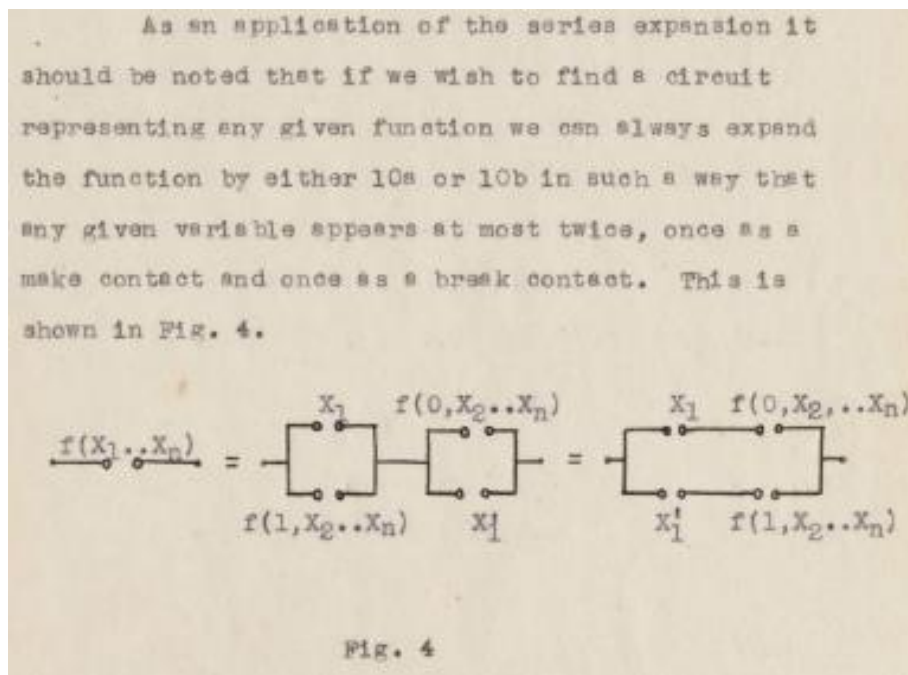 As an application of the series expansion it
should be noted that if we wish to find a circuit
representing any given function we can always expand
the function by either 10a or 10b in such a way that
any given variable appears at most twice, once as a
make contact and once as a break contact. This is
shown in Fig. 4.
X₁ f(0,X₂..Xₙ) X₁ f(0,X₂,..Xₙ)
f(X₁..Xₙ) = =
f(1,X₂..Xₙ) X₁' X₁' f(1,X₂..Xₙ)
Fig. 4